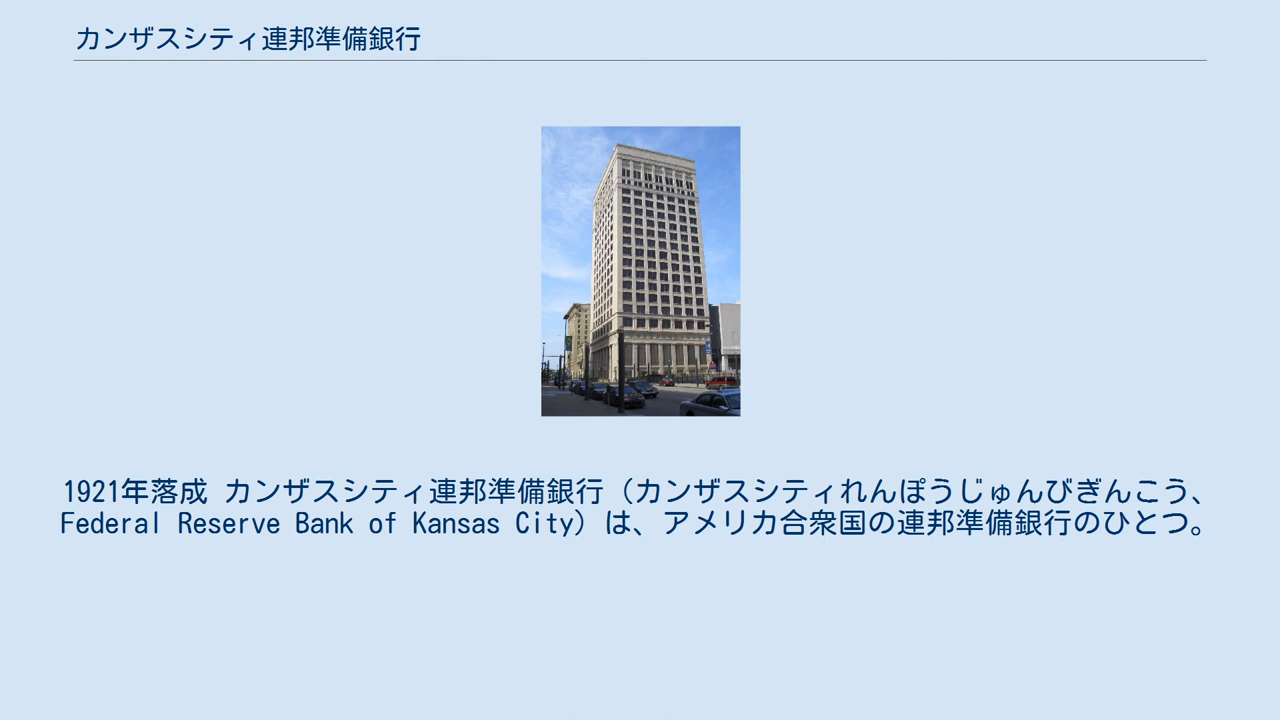 カンザスシティ連邦準備銀行
1921年落成 カンザスシティ連邦準備銀行（カンザスシティれんぽうじゅんびぎんこう、
Federal Reserve Bank of Kansas City）は、アメリカ合衆国の連邦準備銀行のひとつ。